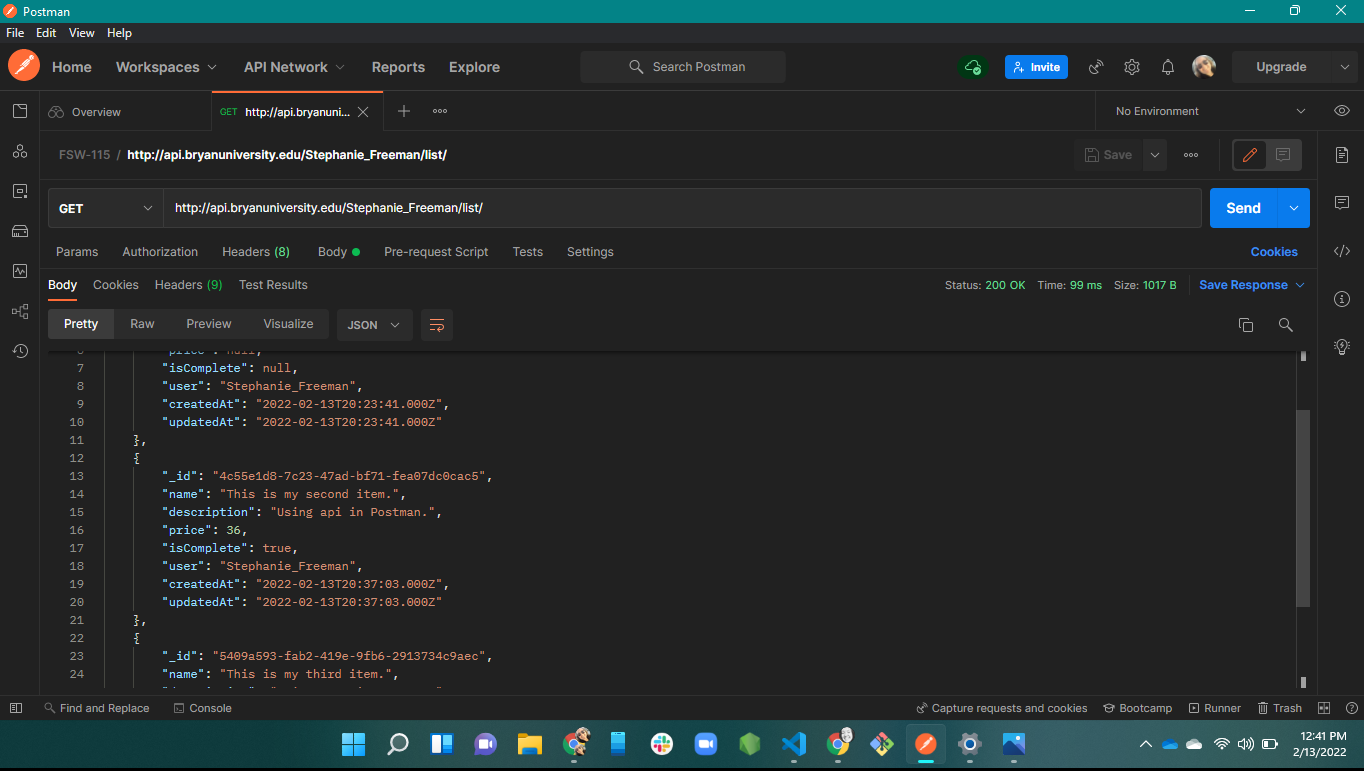 Postman
File Edit View Help
Home Workspaces API Network Reports Explore Search Postman Invite Upgrade
Overview GET http://api.bryanuni... No Environment
FSW-115 / http://api.bryanuniversity.edu/Stephanie_Freeman/list/ Save
GET http://api.bryanuniversity.edu/Stephanie_Freeman/list/ Send
Params Authorization Headers (8) Body Pre-request Script Tests Settings Cookies
Body Cookies Headers (9) Test Results Status: 200 OK Time: 99 ms Size: 1017 B Save Response
Pretty Raw Preview Visualize JSON
6 "price": null,
7 "isComplete": null,
8 "user": "Stephanie_Freeman",
9 "createdAt": "2022-02-13T20:23:41.000Z",
10 "updatedAt": "2022-02-13T20:23:41.000Z"
11 },
12 {
13 "_id": "4c55e1d8-7c23-47ad-bf71-fea07dc0cac5",
14 "name": "This is my second item.",
15 "description": "Using api in Postman.",
16 "price": 36,
17 "isComplete": true,
18 "user": "Stephanie_Freeman",
19 "createdAt": "2022-02-13T20:37:03.000Z",
20 "updatedAt": "2022-02-13T20:37:03.000Z"
21 },
22 {
23 "_id": "5409a593-fab2-419e-9fb6-2913734c9aec",
24 "name": "This is my third item.",
Find and Replace Console Capture requests and cookies Bootcamp Runner Trash
12:41 PM
2/13/2022